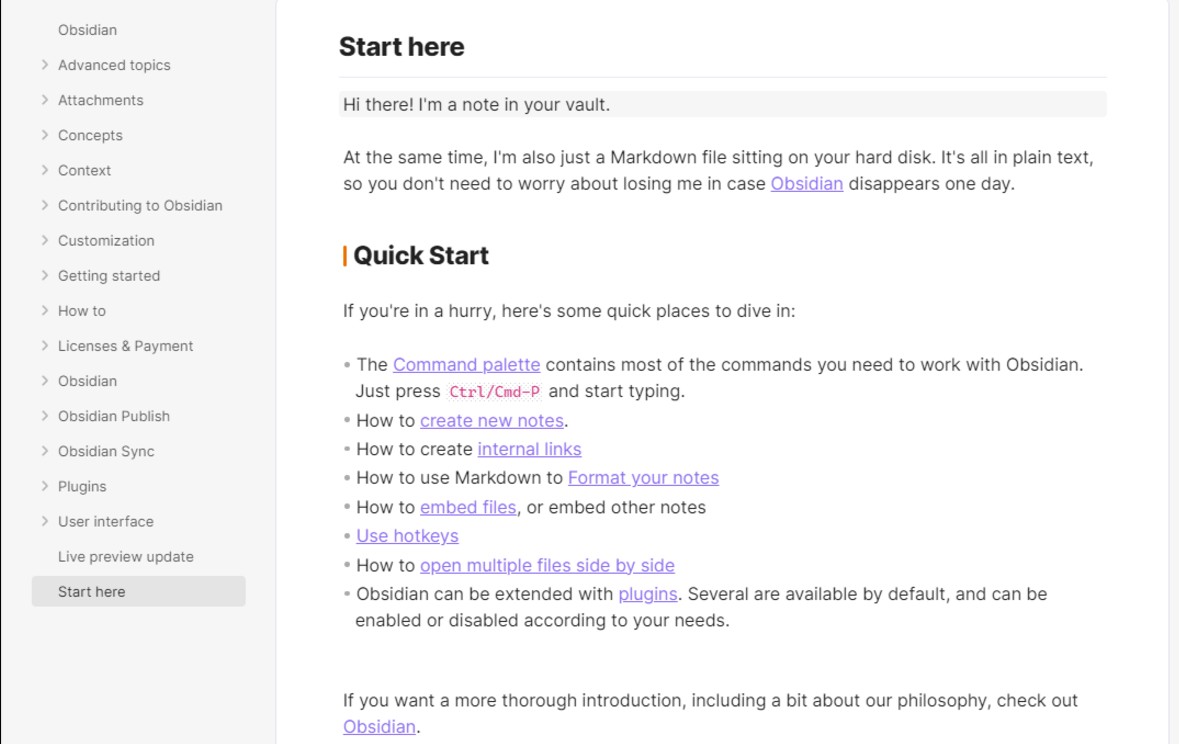 Obsidian
Advanced topics
Attachments
Concepts
Context
Contributing to Obsidian
Customization
Getting started
How to
Licenses & Payment
Obsidian
Obsidian Publish
Obsidian Sync
Plugins
User interface
Live preview update
Start here
Start here
Hi there! I'm a note in your vault.
At the same time, I'm also just a Markdown file sitting on your hard disk. It's all in plain text,
so you don't need to worry about losing me in case Obsidian disappears one day.
Quick Start
If you're in a hurry, here's some quick places to dive in:
• The Command palette contains most of the commands you need to work with Obsidian.
Just press Ctrl/Cmd-P and start typing.
• How to create new notes.
• How to create internal links
• How to use Markdown to Format your notes
• How to embed files, or embed other notes
• Use hotkeys
• How to open multiple files side by side
• Obsidian can be extended with plugins. Several are available by default, and can be
enabled or disabled according to your needs.
If you want a more thorough introduction, including a bit about our philosophy, check out
Obsidian.